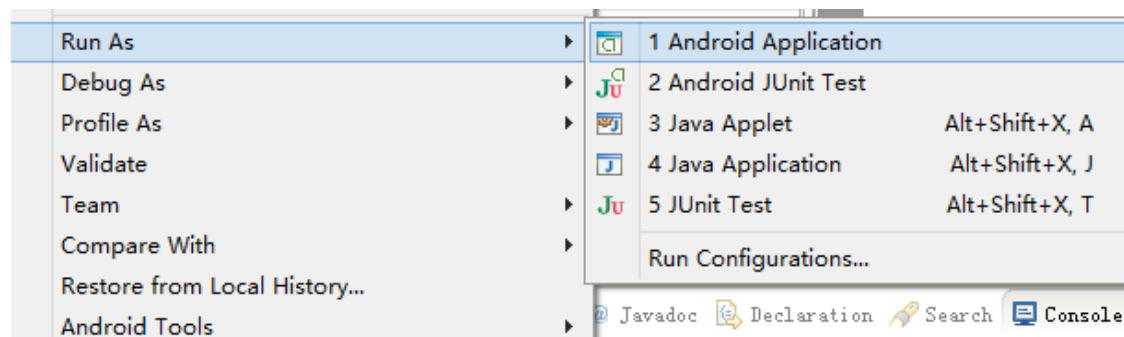 Run As
Debug As
Profile As
Validate
Team
Compare With
Restore from Local History...
Android Tools
1 Android Application
2 Android JUnit Test
3 Java Applet Alt+Shift+X, A
4 Java Application Alt+Shift+X, J
5 JUnit Test Alt+Shift+X, T
Run Configurations...
@ Javadoc Declaration Search Console